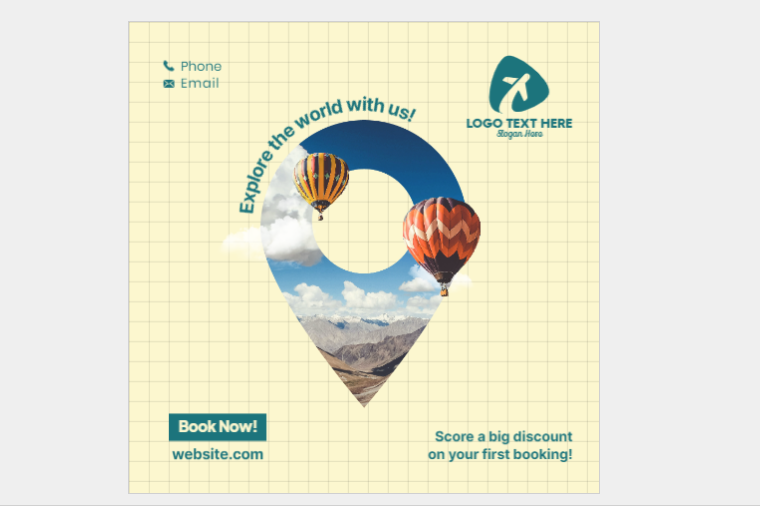 Phone
Email
LOGO TEXT HERE
Slogan Here
Explore the world with us!
Book Now!
website.com
Score a big discount
on your first booking!